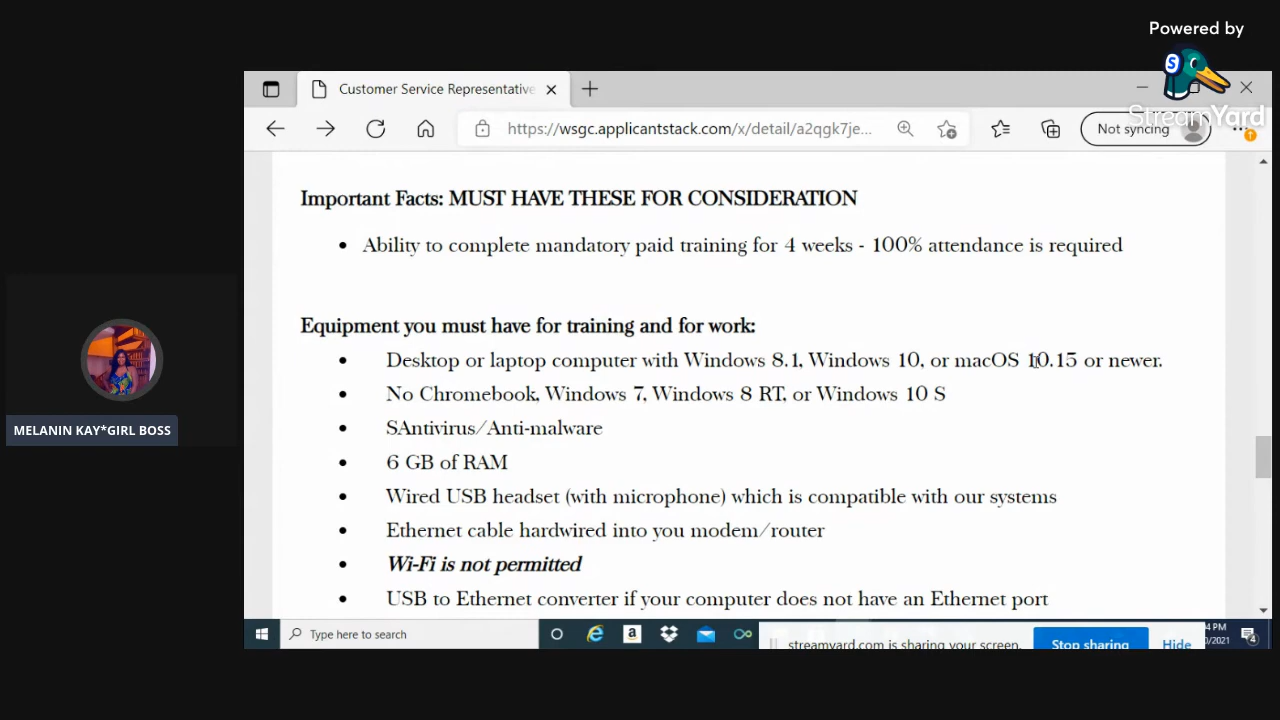 Powered by
StreamYard
Customer Service Representative
https://wsgc.applicantstack.com/x/detail/a2qgk7je...
Not syncing
Important Facts: MUST HAVE THESE FOR CONSIDERATION
Ability to complete mandatory paid training for 4 weeks - 100% attendance is required
Equipment you must have for training and for work:
Desktop or laptop computer with Windows 8.1, Windows 10, or macOS 10.15 or newer.
No Chromebook, Windows 7, Windows 8 RT, or Windows 10 S
SAntivirus/Anti-malware
6 GB of RAM
Wired USB headset (with microphone) which is compatible with our systems
Ethernet cable hardwired into you modem/router
Wi-Fi is not permitted
USB to Ethernet converter if your computer does not have an Ethernet port
MELANIN KAY*GIRL BOSS
Type here to search
streamyard.com is sharing your screen.
Stop sharing
Hide
4 PM
0/2021
4